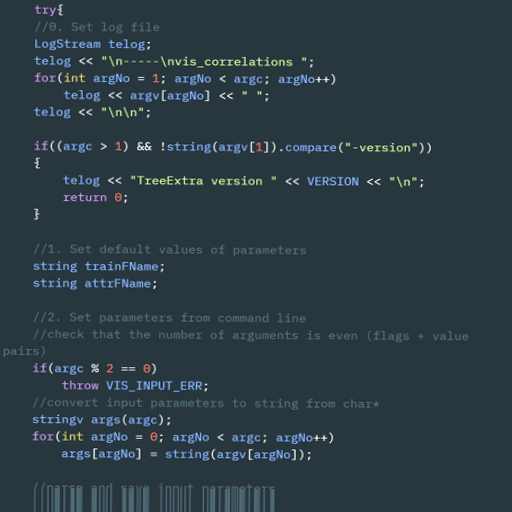 try{
//0. Set log file
LogStream telog;
telog << "\n-----\nvis_correlations ";
for(int argNo = 1; argNo < argc; argNo++)
telog << argv[argNo] << " ";
telog << "\n\n";
if((argc > 1) && !string(argv[1]).compare("-version"))
{
telog << "TreeExtra version " << VERSION << "\n";
return 0;
}
//1. Set default values of parameters
string trainFName;
string attrFName;
//2. Set parameters from command line
//check that the number of arguments is even (flags + value
pairs)
if(argc % 2 == 0)
throw VIS_INPUT_ERR;
//convert input parameters to string from char*
stringv args(argc);
for(int argNo = 0; argNo < argc; argNo++)
args[argNo] = string(argv[argNo]);
//parse and save input parameters